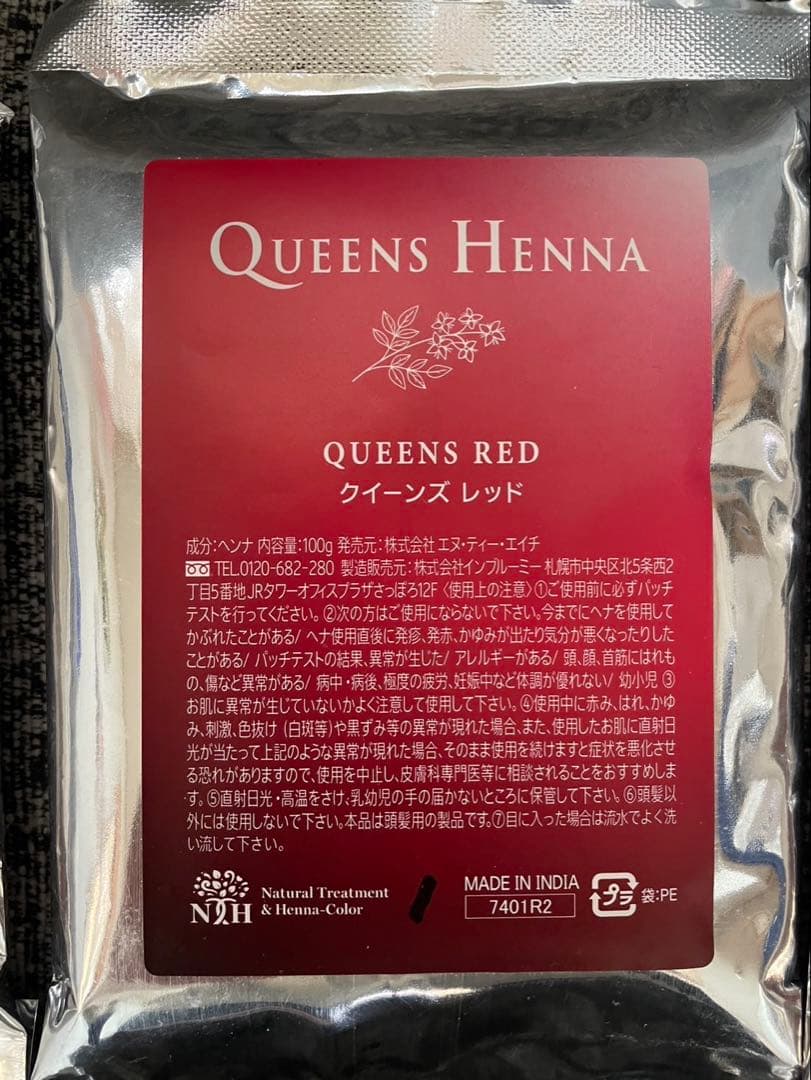 QUEENS HENNA
QUEENS RED
クイーンズ レッド
成分:ヘンナ 内容量:100g 発売元:株式会社 エヌ・ティー・エイチ
TEL.0120-682-280 製造販売元:株式会社インプルーミー 札幌市中央区北5条西2
丁目5番地JRタワーオフィスプラザさっぽろ12F 〈使用上の注意〉①ご使用前に必ずパッチ
テストを行ってください。②次の方はご使用にならないで下さい。今までにヘナを使用して
かぶれたことがある/ ヘナ使用直後に発疹、発赤、かゆみが出たり気分が悪くなったりした
ことがある/ パッチテストの結果、異常が生じた/ アレルギーがある/ 頭、顔、首筋にはれも
の、傷など異常がある/ 病中・病後、極度の疲労、妊娠中など体調が優れない/ 幼小児 ③
お肌に異常が生じていないかよく注意して使用して下さい。④使用中に赤み、はれ、かゆ
み、刺激、色抜け (白斑等)や黒ずみ等の異常が現れた場合、また、使用したお肌に直射日
光が当たって上記のような異常が現れた場合、そのまま使用を続けますと症状を悪化させ
る恐れがありますので、使用を中止し、皮膚科専門医等に相談されることをおすすめしま
す。⑤直射日光・高温をさけ、乳幼児の手の届かないところに保管して下さい。⑥頭髪以
外には使用しないで下さい。本品は頭髪用の製品です。⑦目に入った場合は流水でよく洗
い流して下さい。
NTH
Natural Treatment
& Henna-Color
MADE IN INDIA
7401R2
プラ
袋:PE